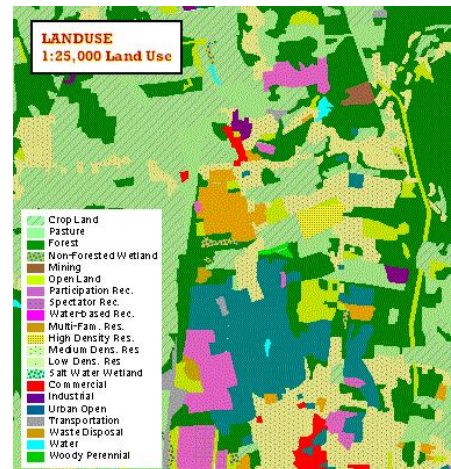 LANDUSE
1:25,000 Land Use
Crop Land
Pasture
Forest
Non-Forested Wetland
Mining
Open Land
Participation Rec.
Spectator Rec.
Water-based Rec.
Multi-Fam. Res.
High Density Res.
Medium Dens. Res
Low Dens. Res
Salt Water Wetland
Commercial
Industrial
Urban Open
Transportation
Waste Disposal
Water
Woody Perennial